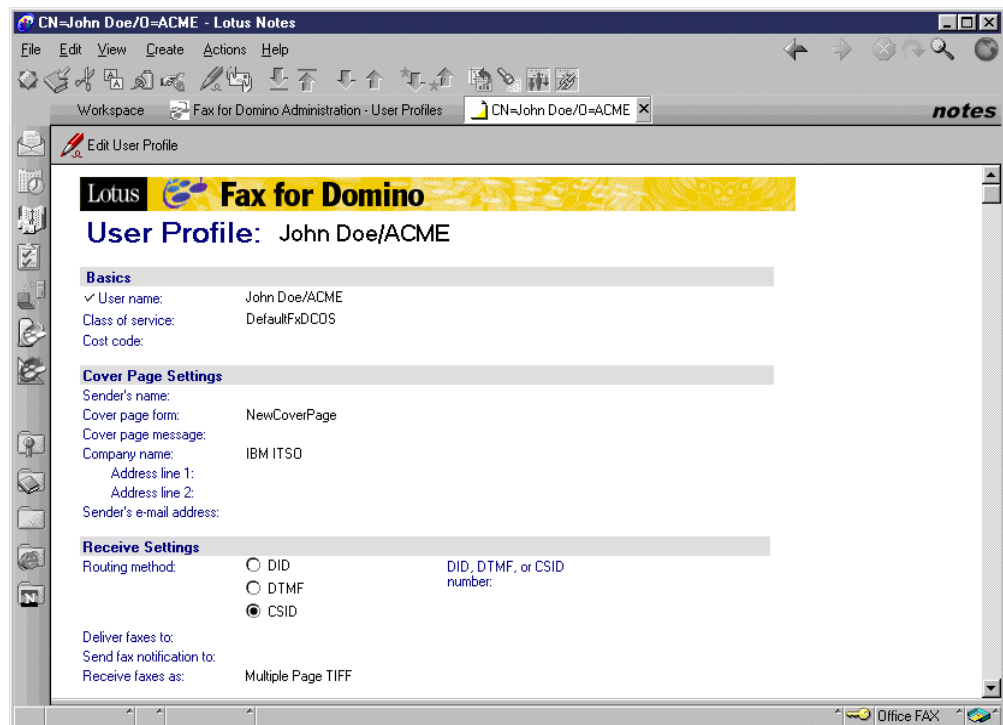 CN=John Doe/O=ACME - Lotus Notes
File Edit View Create Actions Help
Workspace Fax for Domino Administration - User Profiles CN=John Doe/O=ACME notes
Edit User Profile
Lotus Fax for Domino
User Profile: John Doe/ACME
Basics
User name: John Doe/ACME
Class of service: DefaultFxDCOS
Cost code:
Cover Page Settings
Sender's name:
Cover page form: NewCoverPage
Cover page message:
Company name: IBM ITSO
Address line 1:
Address line 2:
Sender's e-mail address:
Receive Settings
Routing method: DID DID, DTMF, or CSID
number:
DTMF
CSID
Deliver faxes to:
Send fax notification to:
Receive faxes as: Multiple Page TIFF
Office FAX